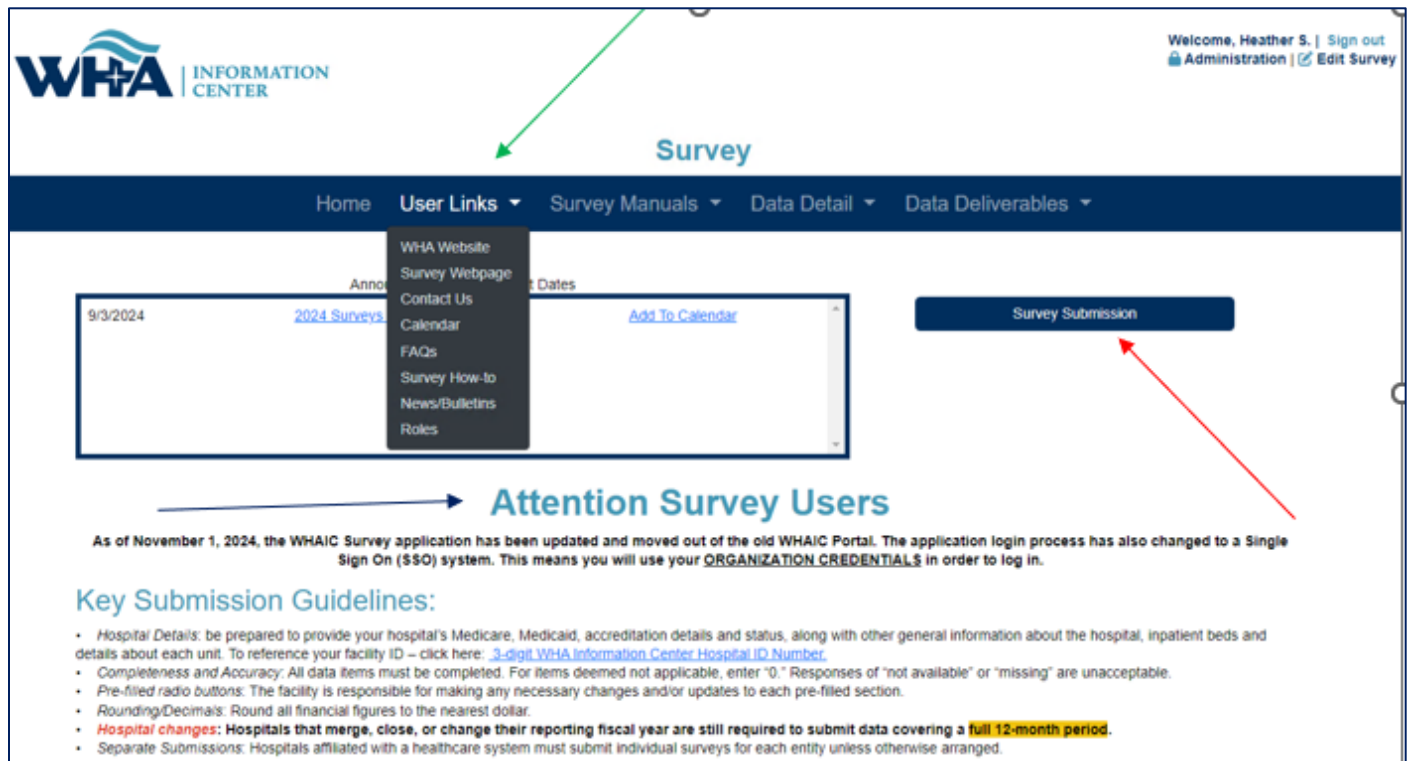 WHA INFORMATION
CENTER
Welcome, Heather S. | Sign out
Administration | Edit Survey
Survey
Home User Links Survey Manuals Data Detail Data Deliverables
WHA Website
Survey Webpage
Contact Us
Calendar
FAQs
Survey How-to
News/Bulletins
Roles
Anno t Dates
9/3/2024 2024 Surveys Add To Calendar
Survey Submission
Attention Survey Users
As of November 1, 2024, the WHAIC Survey application has been updated and moved out of the old WHAIC Portal. The application login process has also changed to a Single
Sign On (SSO) system. This means you will use your ORGANIZATION CREDENTIALS in order to log in.
Key Submission Guidelines:
• Hospital Details: be prepared to provide your hospital's Medicare, Medicaid, accreditation details and status, along with other general information about the hospital, inpatient beds and
details about each unit. To reference your facility ID – click here: 3-digit WHA Information Center Hospital ID Number.
• Completeness and Accuracy: All data items must be completed. For items deemed not applicable, enter "0." Responses of "not available" or "missing" are unacceptable.
• Pre-filled radio buttons: The facility is responsible for making any necessary changes and/or updates to each pre-filled section.
• Rounding/Decimals: Round all financial figures to the nearest dollar.
• Hospital changes: Hospitals that merge, close, or change their reporting fiscal year are still required to submit data covering a full 12-month period.
• Separate Submissions: Hospitals affiliated with a healthcare system must submit individual surveys for each entity unless otherwise arranged.